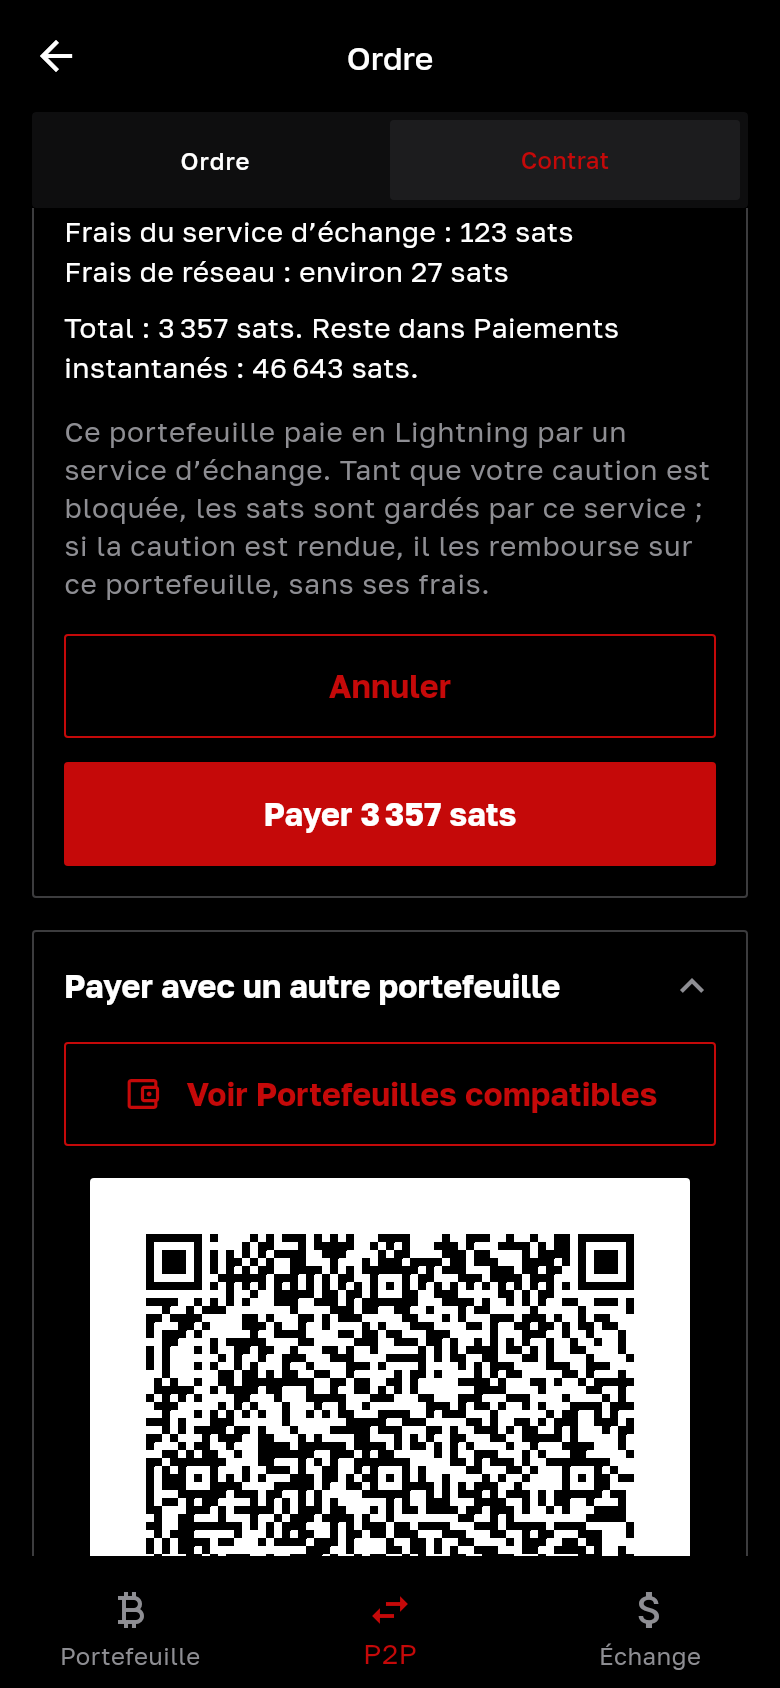 Ordre
Ordre
Contrat
Frais du service d’échange : 123 sats
Frais de réseau : environ 27 sats
Total : 3 357 sats. Reste dans Paiements
instantanés : 46 643 sats.
Ce portefeuille paie en Lightning par un
service d’échange. Tant que votre caution est
bloquée, les sats sont gardés par ce service ;
si la caution est rendue, il les rembourse sur
ce portefeuille, sans ses frais.
Annuler
Payer 3 357 sats
Payer avec un autre portefeuille
Voir Portefeuilles compatibles
Portefeuille
P2P
Échange